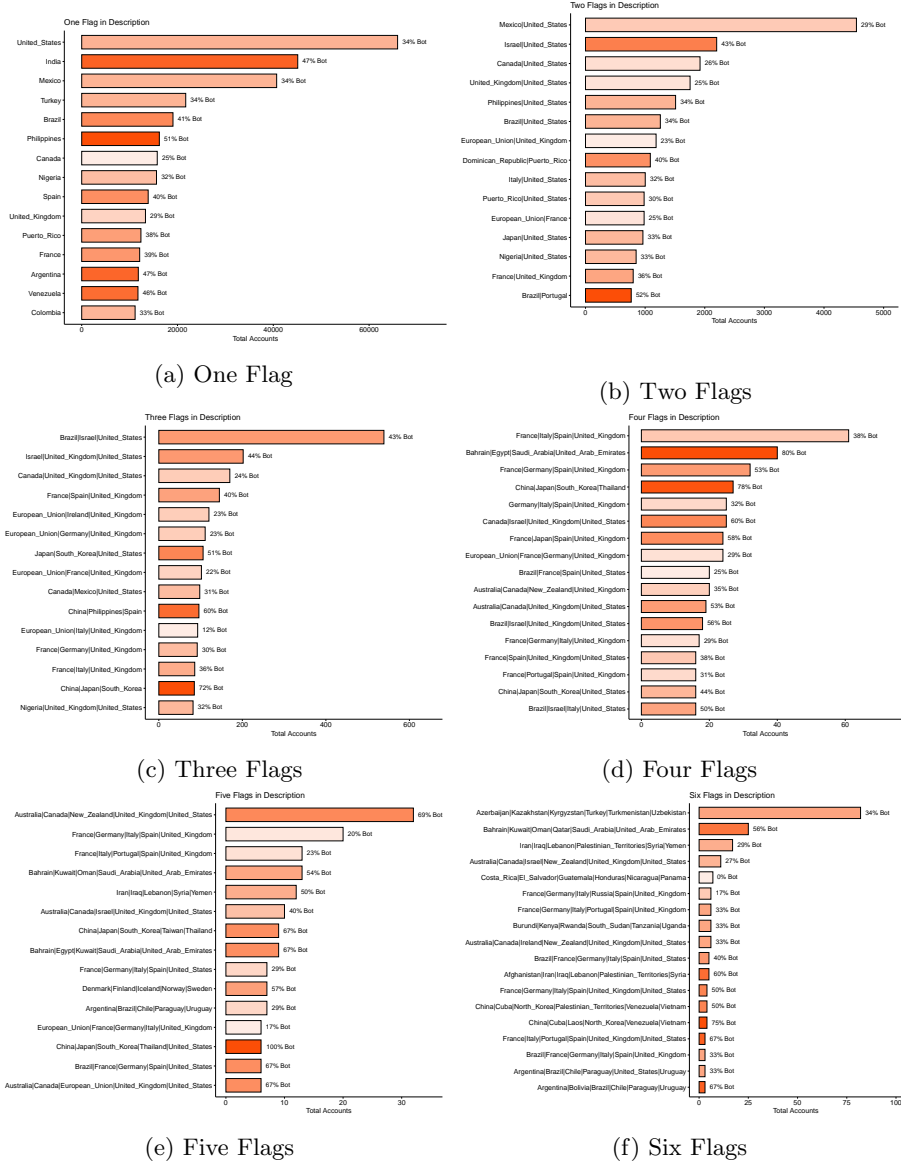 One Flag in Description
United_States
34% Bot
India
47% Bot
Mexico
34% Bot
Turkey
34% Bot
Brazil
41% Bot
Philippines
51% Bot
Canada
25% Bot
Nigeria
32% Bot
Spain
40% Bot
United_Kingdom
29% Bot
Puerto_Rico
38% Bot
France
39% Bot
Argentina
47% Bot
Venezuela
46% Bot
Colombia
33% Bot
0 20000 40000 60000
Total Accounts
(a) One Flag
Two Flags in Description
Mexico|United_States
29% Bot
Israel|United_States
43% Bot
Canada|United_States
26% Bot
United_Kingdom|United_States
25% Bot
Philippines|United_States
34% Bot
Brazil|United_States
34% Bot
European_Union|United_Kingdom
23% Bot
Dominican_Republic|Puerto_Rico
40% Bot
Italy|United_States
32% Bot
Puerto_Rico|United_States
30% Bot
European_Union|France
25% Bot
Japan|United_States
33% Bot
Nigeria|United_States
33% Bot
France|United_Kingdom
36% Bot
Brazil|Portugal
52% Bot
0 1000 2000 3000 4000 5000
Total Accounts
(b) Two Flags
Three Flags in Description
Brazil|Israel|United_States
43% Bot
Israel|United_Kingdom|United_States
44% Bot
Canada|United_Kingdom|United_States
24% Bot
France|Spain|United_Kingdom
40% Bot
European_Union|Ireland|United_Kingdom
23% Bot
European_Union|Germany|United_Kingdom
23% Bot
Japan|South_Korea|United_States
51% Bot
European_Union|France|United_Kingdom
22% Bot
Canada|Mexico|United_States
31% Bot
China|Philippines|Spain
60% Bot
European_Union|Italy|United_Kingdom
12% Bot
France|Germany|United_Kingdom
30% Bot
France|Italy|United_Kingdom
36% Bot
China|Japan|South_Korea
72% Bot
Nigeria|United_Kingdom|United_States
32% Bot
0 200 400 600
Total Accounts
(c) Three Flags
Four Flags in Description
France|Italy|Spain|United_Kingdom
38% Bot
Bahrain|Egypt|Saudi_Arabia|United_Arab_Emirates
80% Bot
France|Germany|Spain|United_Kingdom
53% Bot
China|Japan|South_Korea|Thailand
78% Bot
Germany|Italy|Spain|United_Kingdom
32% Bot
Canada|Israel|United_Kingdom|United_States
60% Bot
France|Japan|Spain|United_Kingdom
58% Bot
European_Union|France|Germany|United_Kingdom
29% Bot
Brazil|France|Spain|United_States
25% Bot
Australia|Canada|New_Zealand|United_Kingdom
35% Bot
Australia|Canada|United_Kingdom|United_States
53% Bot
Brazil|Israel|United_Kingdom|United_States
56% Bot
France|Germany|Italy|United_Kingdom
29% Bot
France|Spain|United_Kingdom|United_States
38% Bot
France|Portugal|Spain|United_Kingdom
31% Bot
China|Japan|South_Korea|United_States
44% Bot
Brazil|Israel|Italy|United_States
50% Bot
0 20 40 60
Total Accounts
(d) Four Flags
Five Flags in Description
Australia|Canada|New_Zealand|United_Kingdom|United_States
69% Bot
France|Germany|Italy|Spain|United_Kingdom
20% Bot
France|Italy|Portugal|Spain|United_Kingdom
23% Bot
Bahrain|Kuwait|Oman|Saudi_Arabia|United_Arab_Emirates
54% Bot
Iran|Iraq|Lebanon|Syria|Yemen
50% Bot
Australia|Canada|Israel|United_Kingdom|United_States
40% Bot
China|Japan|South_Korea|Taiwan|Thailand
67% Bot
Bahrain|Egypt|Kuwait|Saudi_Arabia|United_Arab_Emirates
67% Bot
France|Germany|Italy|Spain|United_States
29% Bot
Denmark|Finland|Iceland|Norway|Sweden
57% Bot
Argentina|Brazil|Chile|Paraguay|Uruguay
29% Bot
European_Union|France|Germany|Italy|United_Kingdom
17% Bot
China|Japan|South_Korea|Thailand|United_States
100% Bot
Brazil|France|Germany|Spain|United_States
67% Bot
Australia|Canada|European_Union|United_Kingdom|United_States
67% Bot
0 10 20 30
Total Accounts
(e) Five Flags
Six Flags in Description
Azerbaijan|Kazakhstan|Kyrgyzstan|Turkey|Turkmenistan|Uzbekistan
34% Bot
Bahrain|Kuwait|Oman|Qatar|Saudi_Arabia|United_Arab_Emirates
56% Bot
Iran|Iraq|Lebanon|Palestinian_Territories|Syria|Yemen
29% Bot
Australia|Canada|Israel|New_Zealand|United_Kingdom|United_States
27% Bot
Costa_Rica|El_Salvador|Guatemala|Honduras|Nicaragua|Panama
0% Bot
France|Germany|Italy|Russia|Spain|United_Kingdom
17% Bot
France|Germany|Italy|Portugal|Spain|United_Kingdom
33% Bot
Burundi|Kenya|Rwanda|South_Sudan|Tanzania|Uganda
33% Bot
Australia|Canada|Ireland|New_Zealand|United_Kingdom|United_States
33% Bot
Brazil|France|Germany|Italy|Spain|United_States
40% Bot
Afghanistan|Iran|Iraq|Lebanon|Palestinian_Territories|Syria
60% Bot
France|Germany|Italy|Spain|United_Kingdom|United_States
50% Bot
China|Cuba|North_Korea|Palestinian_Territories|Venezuela|Vietnam
50% Bot
China|Cuba|Laos|North_Korea|Venezuela|Vietnam
75% Bot
France|Italy|Portugal|Spain|United_Kingdom|United_States
67% Bot
Brazil|France|Germany|Italy|Spain|United_Kingdom
33% Bot
Argentina|Brazil|Chile|Paraguay|United_States|Uruguay
33% Bot
Argentina|Bolivia|Brazil|Chile|Paraguay|Uruguay
67% Bot
0 25 50 75 100
Total Accounts
(f) Six Flags